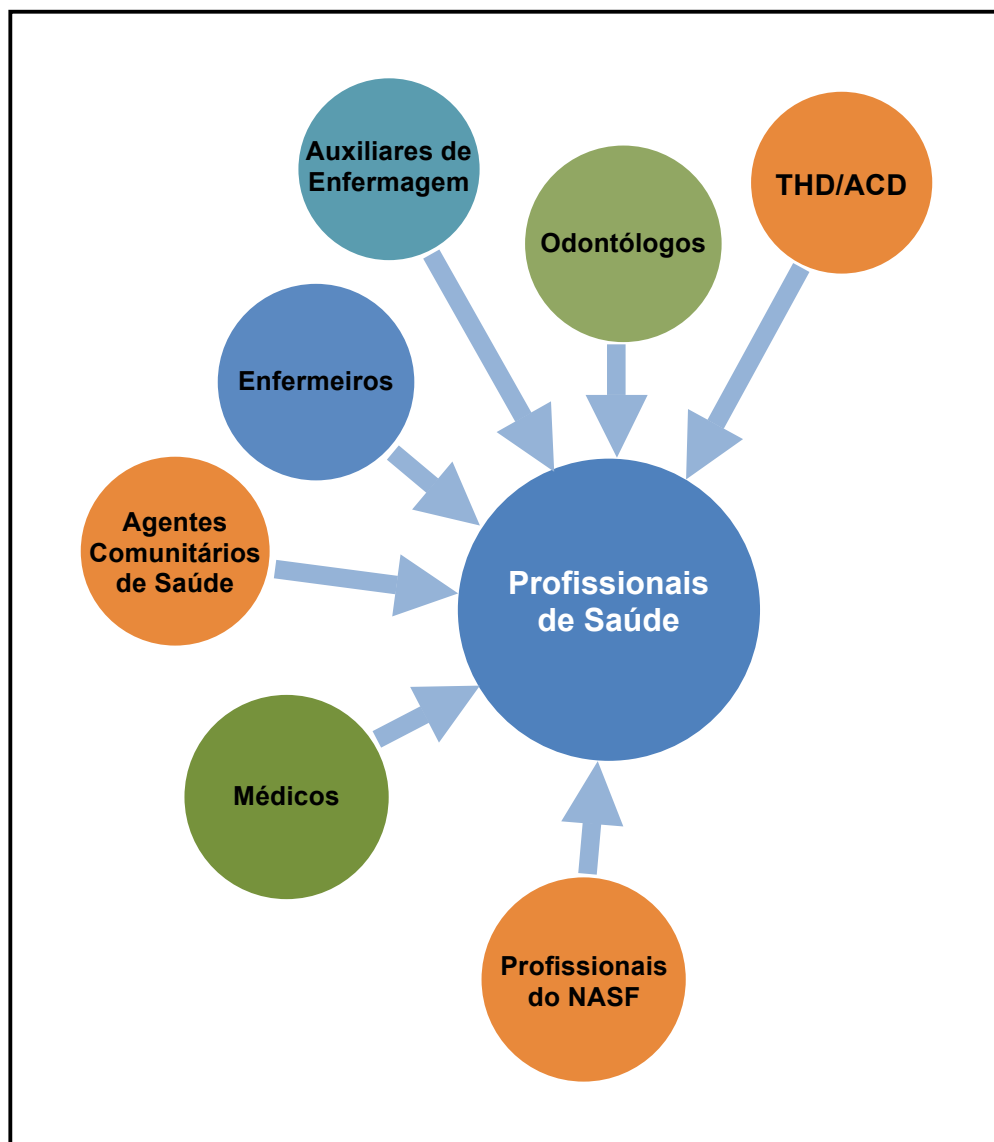 Auxiliares de
Enfermagem
THD/ACD
Odontólogos
Enfermeiros
Agentes
Comunitários
de Saúde
Profissionais
de Saúde
Médicos
Profissionais
do NASF